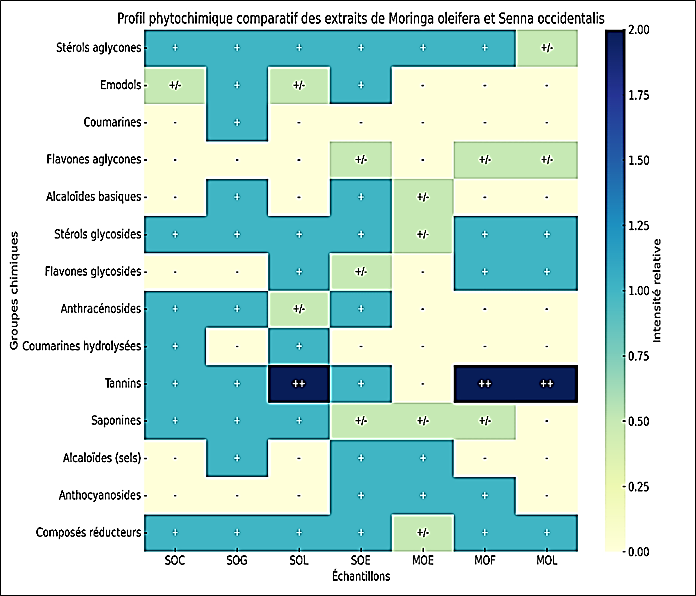 Profil phytochimique comparatif des extraits de Moringa oleifera et Senna occidentalis
Groupes chimiques
Stérols aglycones + + + + + + +/-
Emodols +/- + +/- + - - -
Coumarines - + - - - - -
Flavones aglycones - - - +/- - +/- +/-
Alcaloïdes basiques - + - + +/- - -
Stérols glycosides + + + + +/- + +
Flavones glycosides - - + +/- - + +
Anthracénosides + + +/- + - - -
Coumarines hydrolysées + - + - - - -
Tannins + + ++ + - ++ ++
Saponines + + + +/- +/- +/- -
Alcaloïdes (sels) - + - + + - -
Anthocyanosides - - - + + + -
Composés réducteurs + + + + +/- + +
SOC SOG SOL SOE MOE MOF MOL
Échantillons
2.00
1.75
1.50
1.25
1.00
0.75
0.50
0.25
0.00
Intensité relative